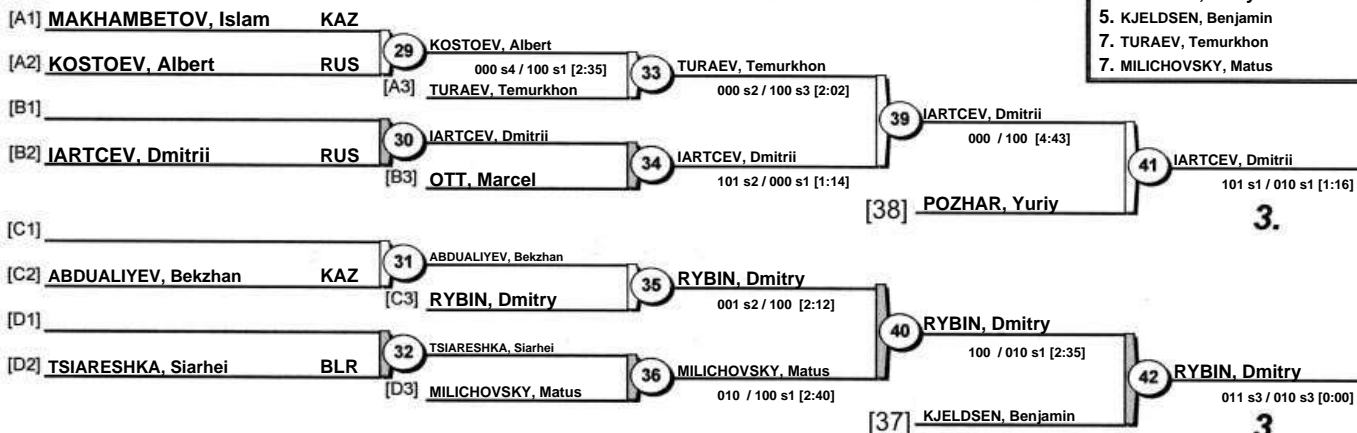 [A1] MAKHAMBETOV, Islam KAZ
29
KOSTOEV, Albert
000 s4 / 100 s1 [2:35]
[A2] KOSTOEV, Albert RUS
[A3] TURAEV, Temurkhon
33
TURAEV, Temurkhon
000 s2 / 100 s3 [2:02]
[B1]
30
IARTCEV, Dmitrii
[B2] IARTCEV, Dmitrii RUS
[B3] OTT, Marcel
34
IARTCEV, Dmitrii
101 s2 / 000 s1 [1:14]
39
IARTCEV, Dmitrii
000 / 100 [4:43]
[38] POZHAR, Yuriy
41
IARTCEV, Dmitrii
101 s1 / 010 s1 [1:16]
3.
[C1]
31
ABDUALIYEV, Bekzhan
[C2] ABDUALIYEV, Bekzhan KAZ
[C3] RYBIN, Dmitry
35
RYBIN, Dmitry
001 s2 / 100 [2:12]
[D1]
32
TSIARESHKA, Siarhei
[D2] TSIARESHKA, Siarhei BLR
[D3] MILICHOVSKY, Matus
36
MILICHOVSKY, Matus
010 / 100 s1 [2:40]
40
RYBIN, Dmitry
100 / 010 s1 [2:35]
[37] KJELDSEN, Benjamin
42
RYBIN, Dmitry
011 s3 / 010 s3 [0:00]
3
5. KJELDSEN, Benjamin
7. TURAEV, Temurkhon
7. MILICHOVSKY, Matus